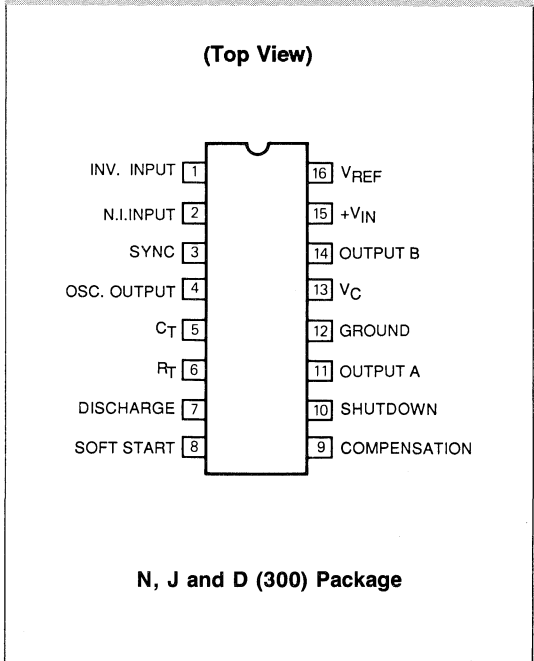 (Top View)
INV. INPUT 1
N.I.INPUT 2
SYNC 3
OSC. OUTPUT 4
CT 5
RT 6
DISCHARGE 7
SOFT START 8
16 VREF
15 +VIN
14 OUTPUT B
13 VC
12 GROUND
11 OUTPUT A
10 SHUTDOWN
9 COMPENSATION
N, J and D (300) Package